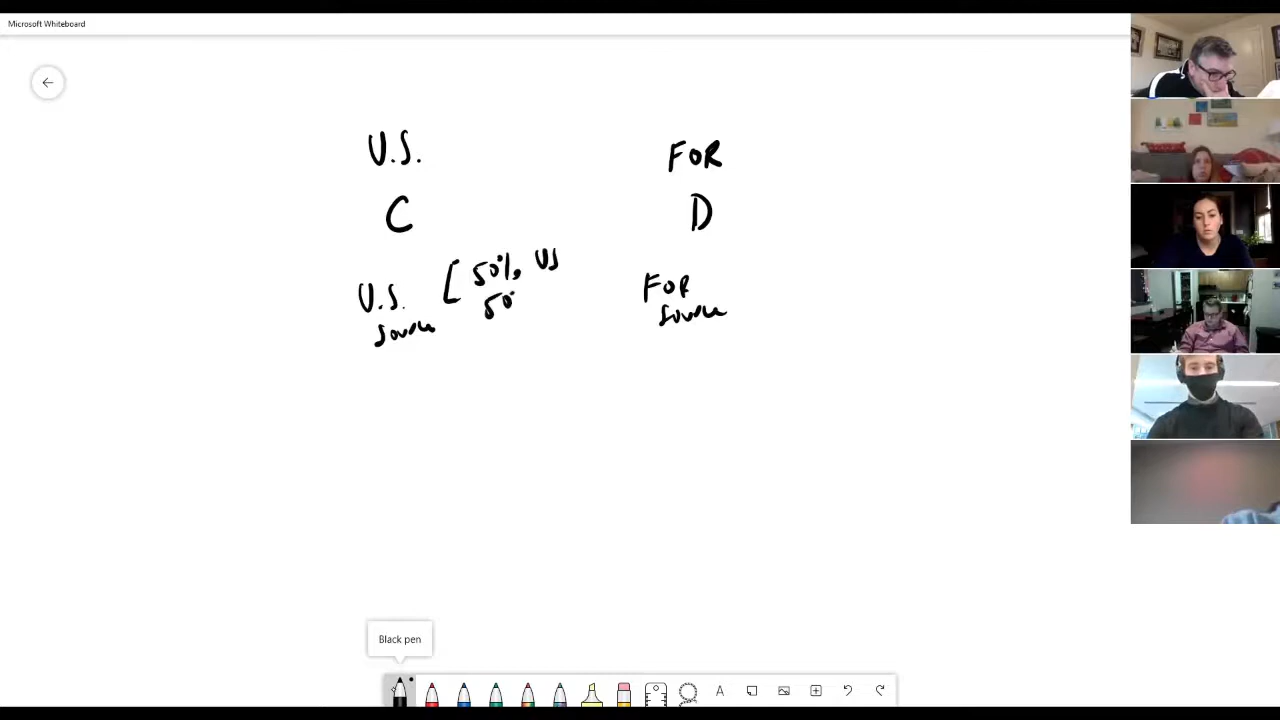 Microsoft Whiteboard
U.S.
FOR
C
D
U.S. source
[ 50% US
50
FOR source
Black pen
A